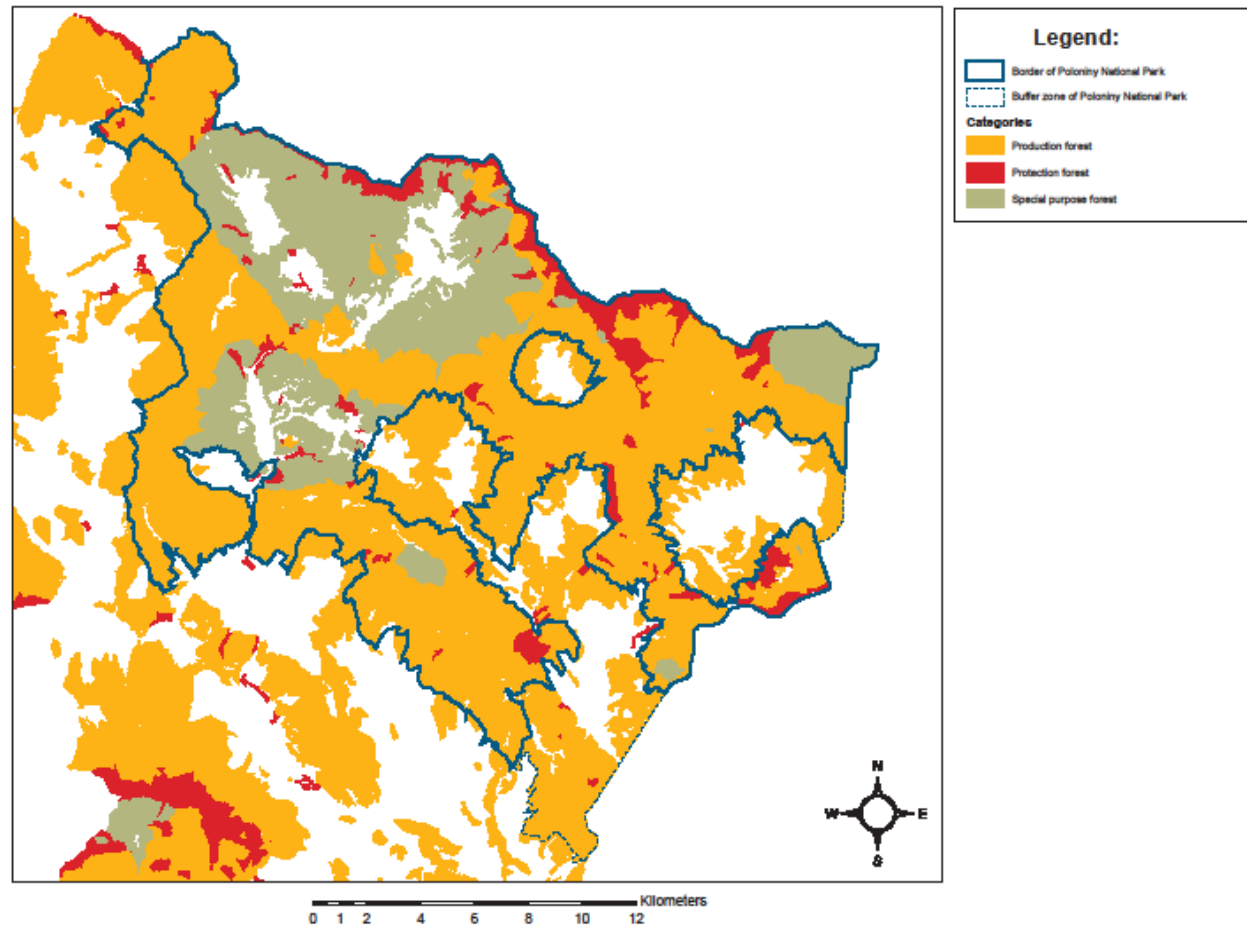 Legend:
Border of Poloniny National Park
Buffer zone of Poloniny National Park
Categories
Production forest
Protection forest
Special purpose forest
N
W
E
S
Kilometers
0 1 2 4 6 8 10 12